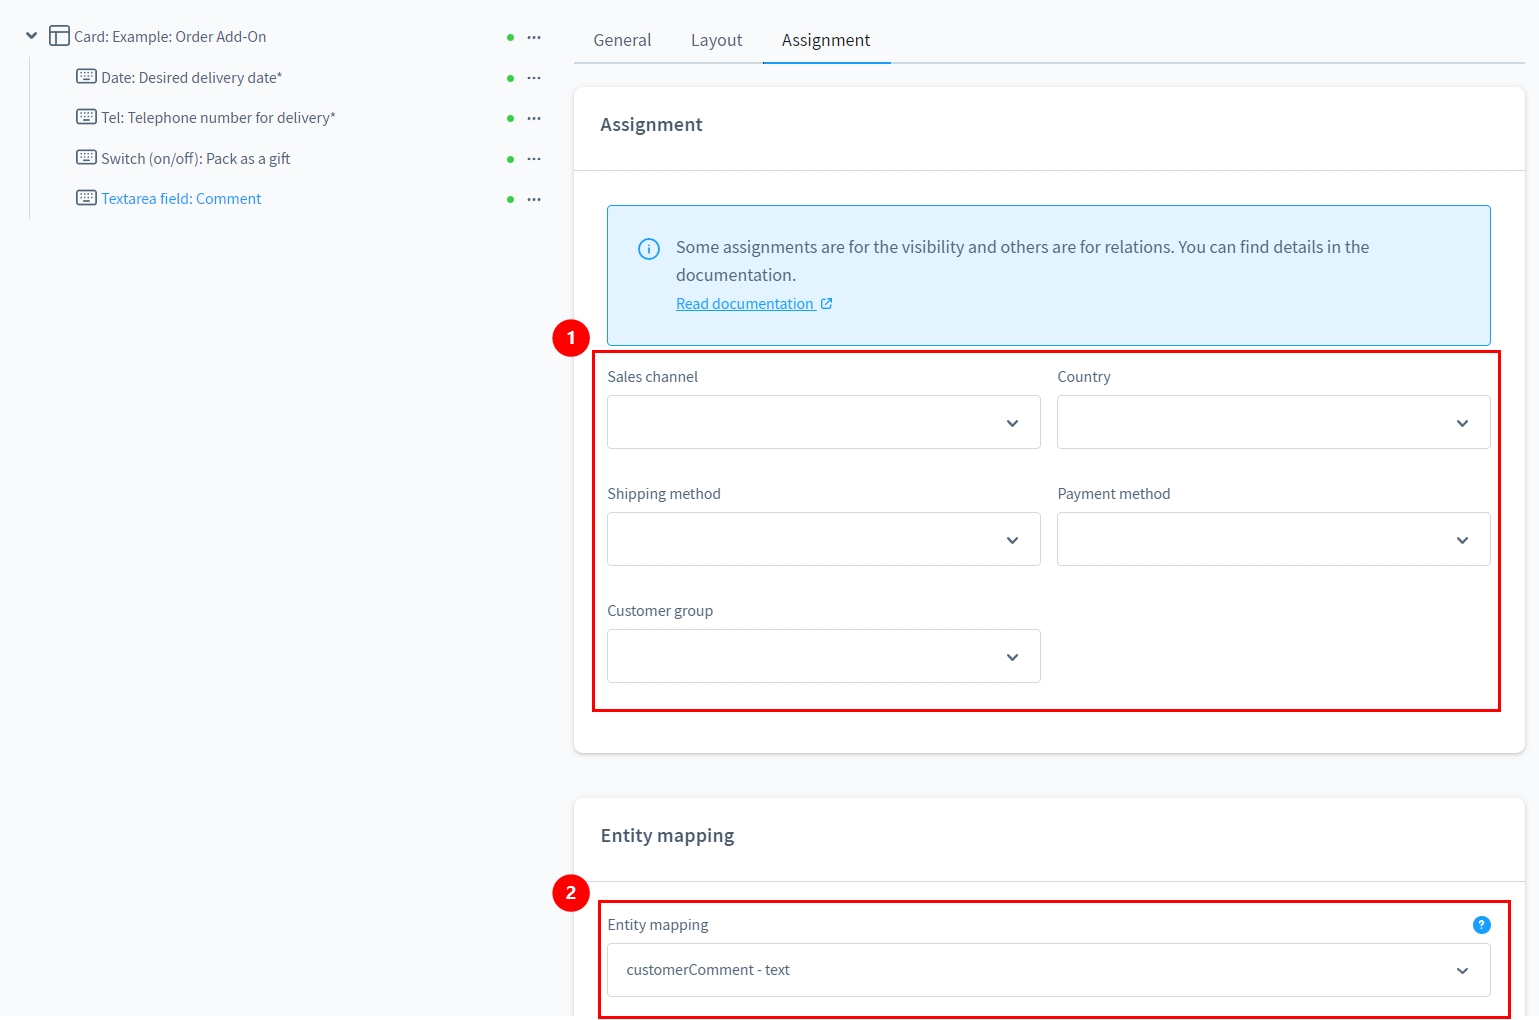 Card: Example: Order Add-On
Date: Desired delivery date*
Tel: Telephone number for delivery*
Switch (on/off): Pack as a gift
Textarea field: Comment
General Layout Assignment
Assignment
Some assignments are for the visibility and others are for relations. You can find details in the
documentation.
Read documentation
1
Sales channel Country
Shipping method Payment method
Customer group
Entity mapping
2
Entity mapping ?
customerComment - text